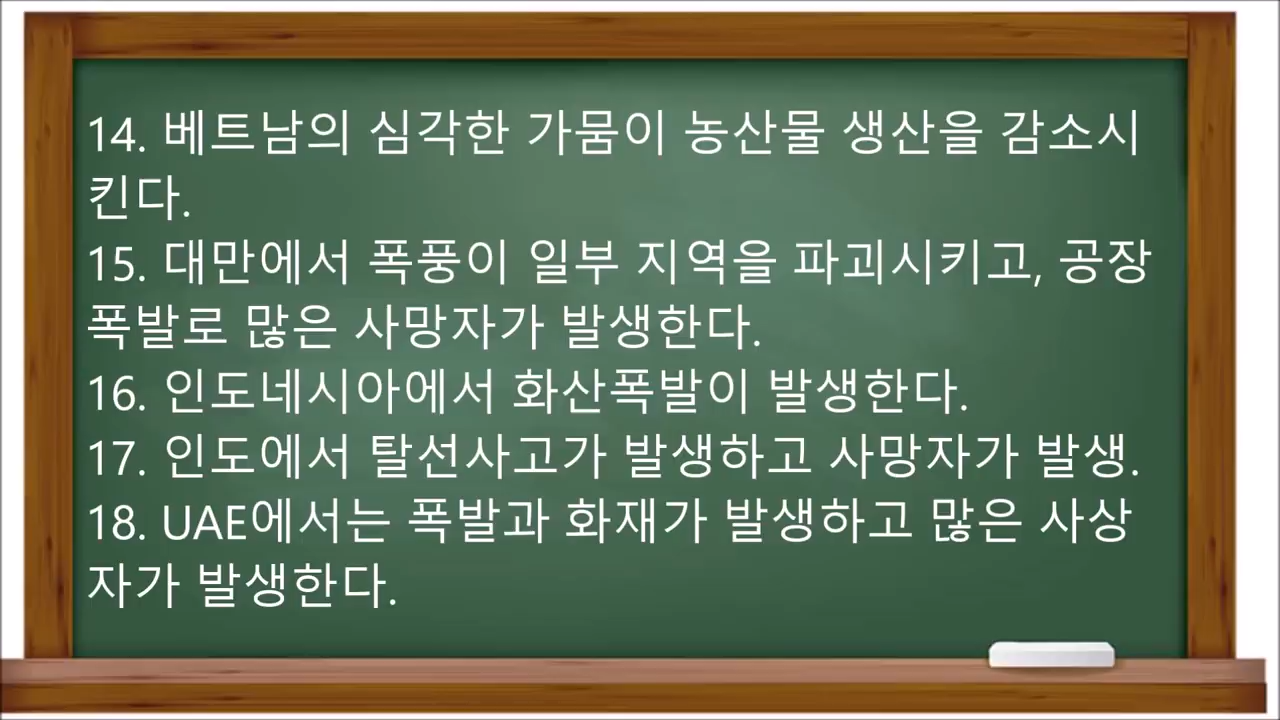 14. 베트남의 심각한 가뭄이 농산물 생산을 감소시
킨다.
15. 대만에서 폭풍이 일부 지역을 파괴시키고, 공장
폭발로 많은 사망자가 발생한다.
16. 인도네시아에서 화산폭발이 발생한다.
17. 인도에서 탈선사고가 발생하고 사망자가 발생.
18. UAE에서는 폭발과 화재가 발생하고 많은 사상
자가 발생한다.